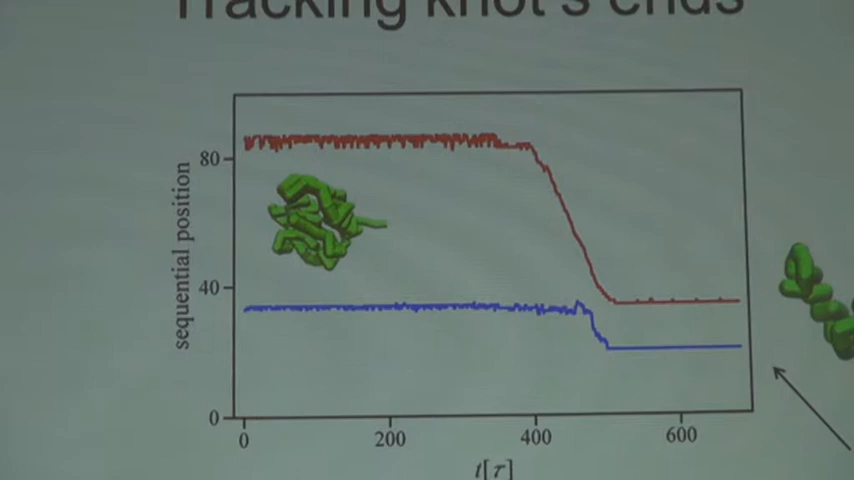 Tracking knot's ends
sequential position
80
40
0
0 200 400 600
t[τ]